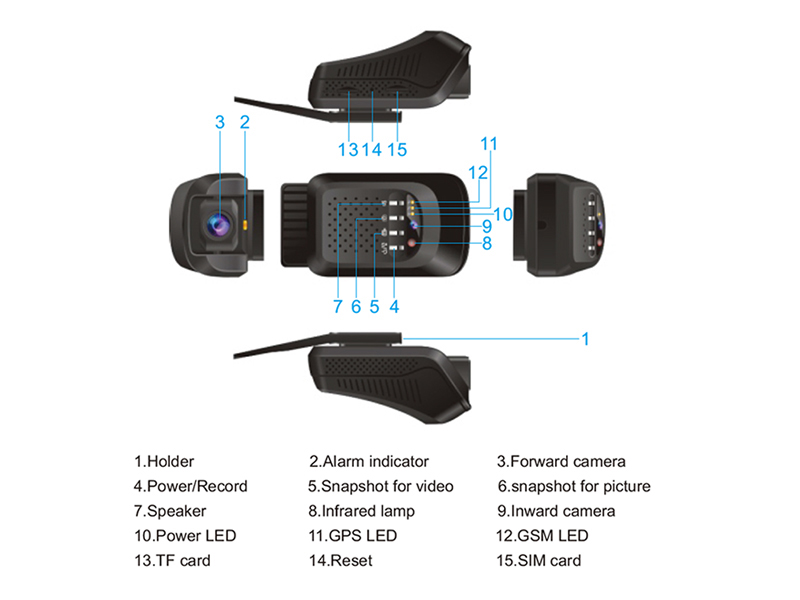 3 2
13 14 15
11
12
10
9
8
7 6 5 4
1
1.Holder 2.Alarm indicator 3.Forward camera
4.Power/Record 5.Snapshot for video 6.snapshot for picture
7.Speaker 8.Infrared lamp 9.Inward camera
10.Power LED 11.GPS LED 12.GSM LED
13.TF card 14.Reset 15.SIM card